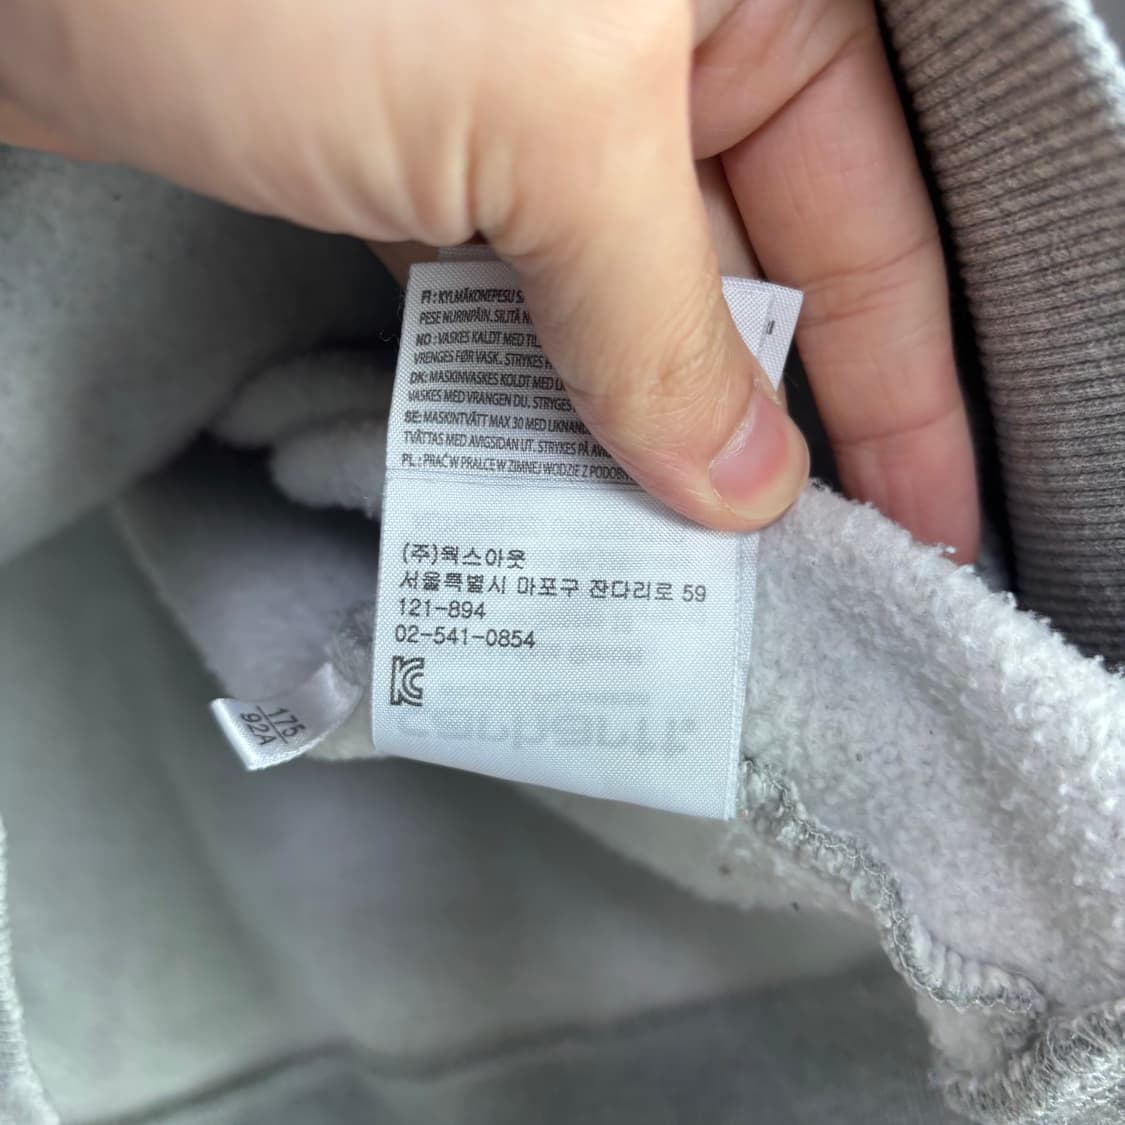 FI : KYLMÄKONEPESU
PESE NURINPÄIN. SILITÄ
NO : VASKES KALDT MED
VRENGES FØR VASK. STRYKES
DK: MASKINVASKES KOLDT MED
VASKES MED VRANGEN DU. STRYGES
SE: MASKINTVÄTT MAX 30 MED
TVÄTTAS MED AVIGSIDAN UT. STRYKES PÅ
PL : PRAĆ W PRALCE W ZIMNEJ WODZIE Z
(주)웍스아웃
서울특별시 마포구 잔다리로 59
121-894
02-541-0854
175
92A